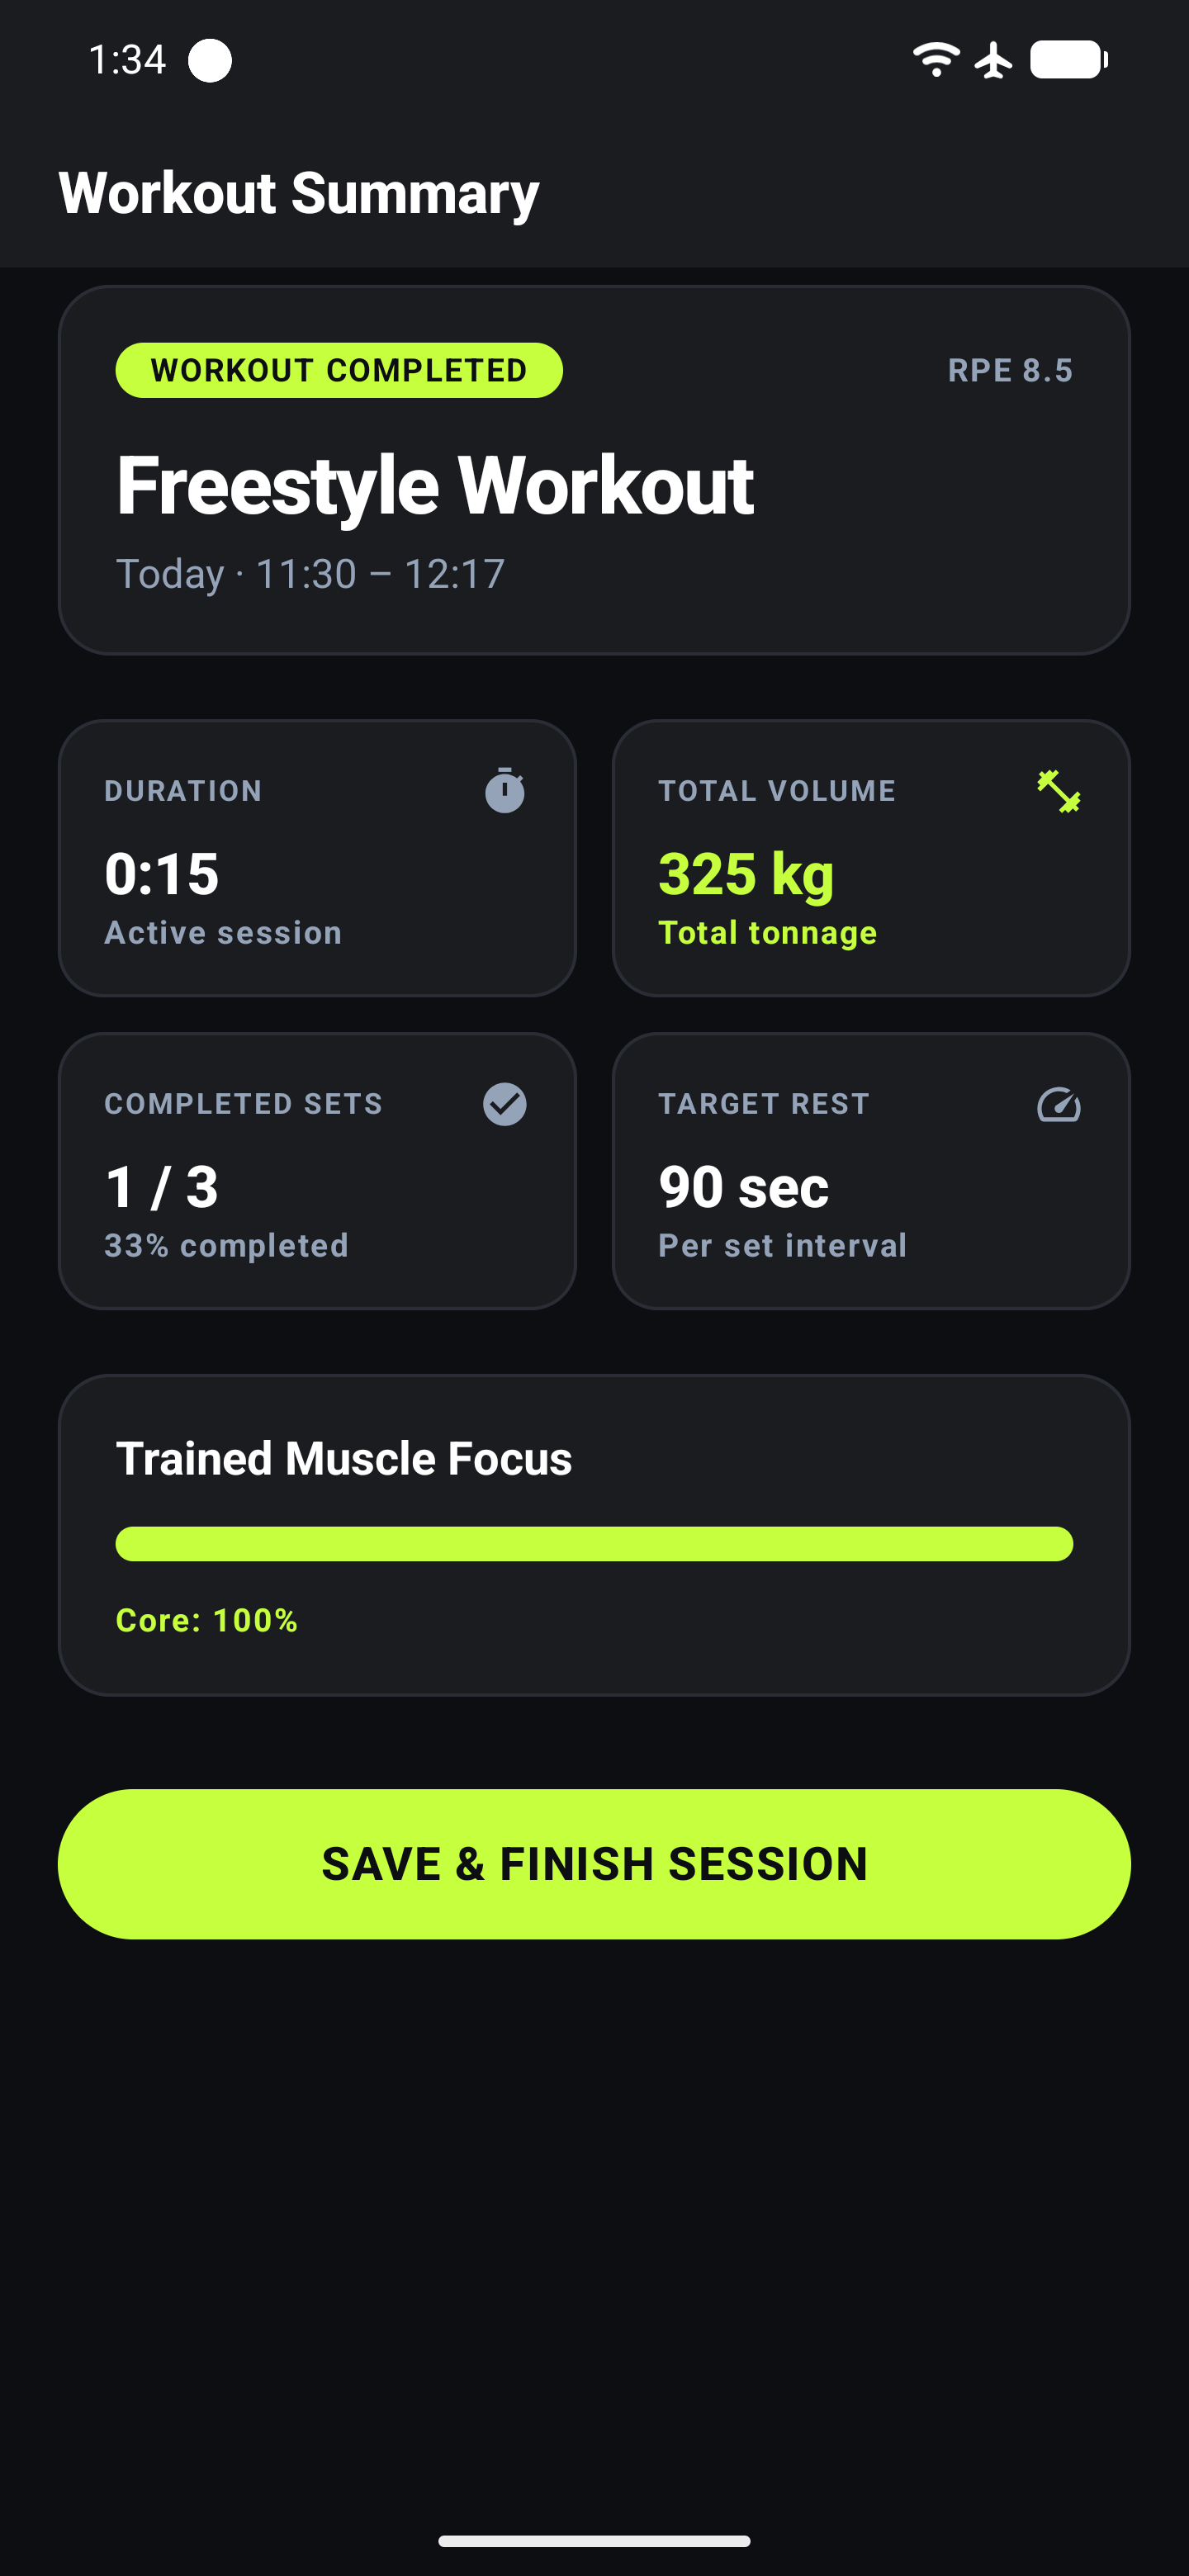 1:34
Workout Summary
WORKOUT COMPLETED
RPE 8.5
Freestyle Workout
Today · 11:30 – 12:17
DURATION
0:15
Active session
TOTAL VOLUME
325 kg
Total tonnage
COMPLETED SETS
1 / 3
33% completed
TARGET REST
90 sec
Per set interval
Trained Muscle Focus
Core: 100%
SAVE & FINISH SESSION